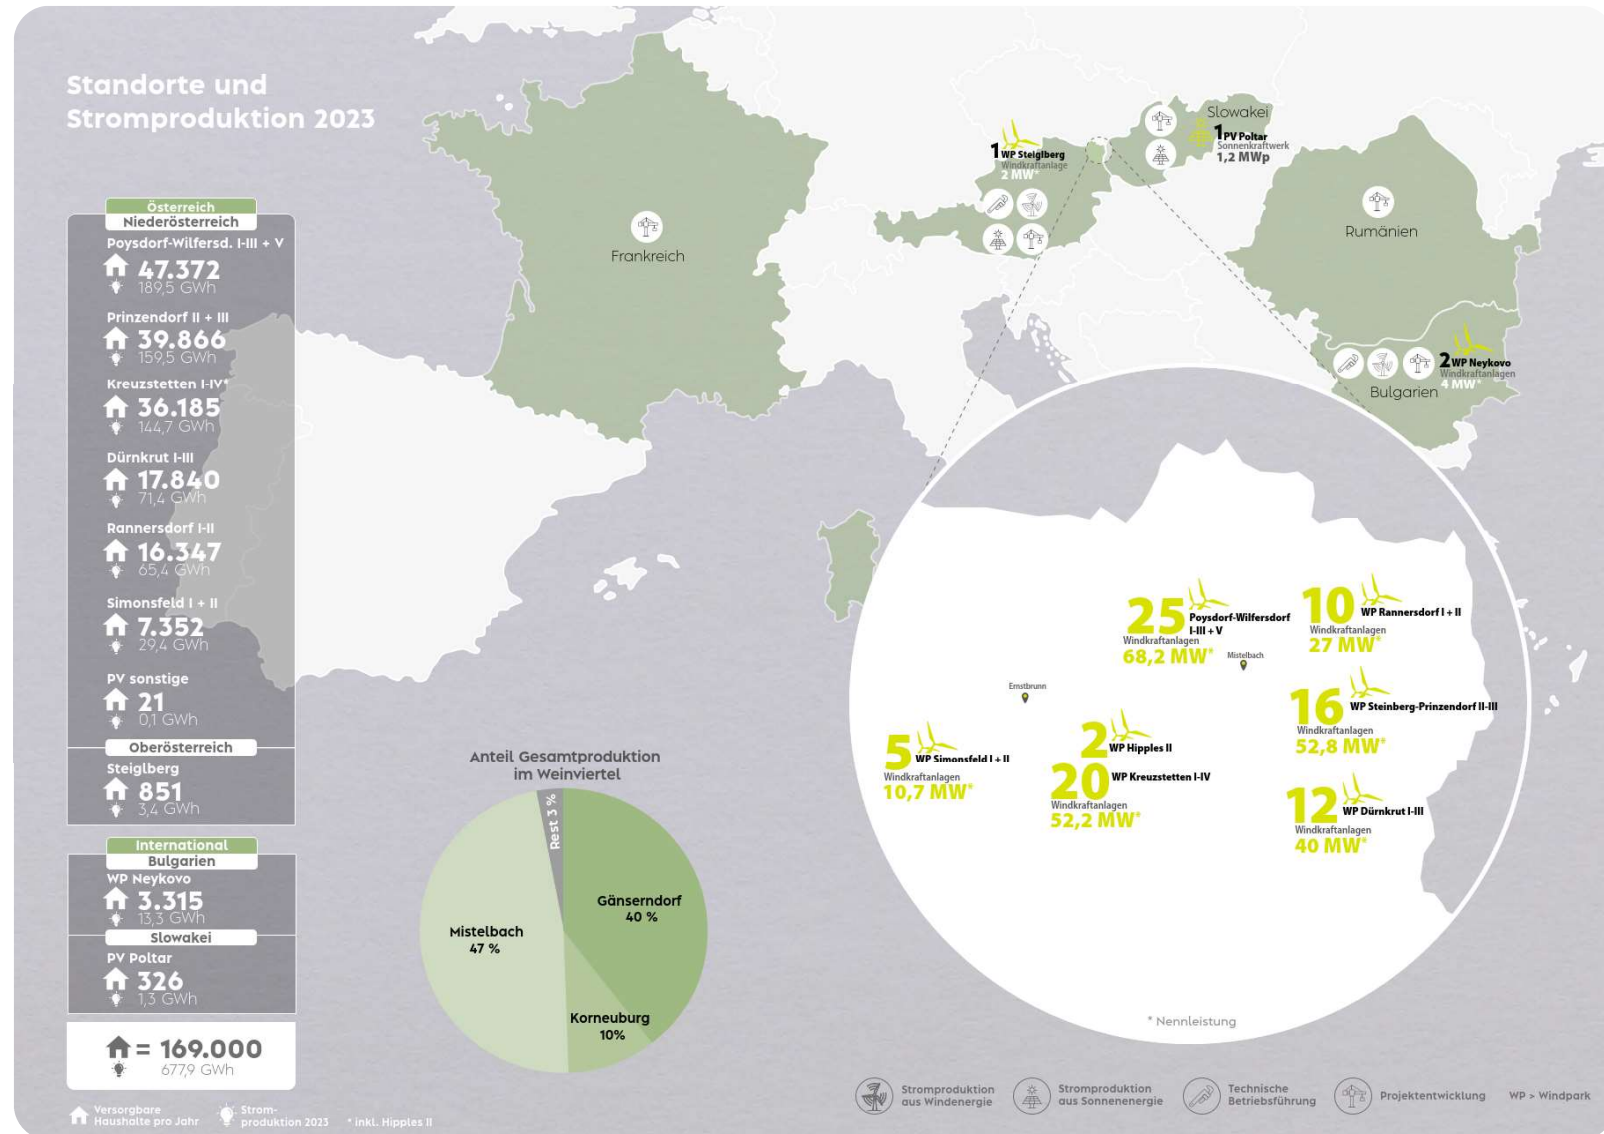 Standorte und
Stromproduktion 2023
Österreich
Niederösterreich
Poysdorf-Wilfersd. I-III + V
47.372
189,5 GWh
Prinzendorf II + III
39.866
159,5 GWh
Kreuzstetten I-IV*
36.185
144,7 GWh
Dürnkrut I-III
17.840
71,4 GWh
Rannersdorf I-II
16.347
65,4 GWh
Simonsfeld I + II
7.352
29,4 GWh
PV sonstige
21
0,1 GWh
Oberösterreich
Steiglberg
851
3,4 GWh
International
Bulgarien
WP Neykovo
3.315
13,3 GWh
Slowakei
PV Poltar
326
1,3 GWh
= 169.000
677,9 GWh
Versorgbare
Haushalte pro Jahr
Strom-
produktion 2023
* inkl. Hipples II
Anteil Gesamtproduktion
im Weinviertel
Rest 3 %
Gänserndorf
40 %
Mistelbach
47 %
Korneuburg
10%
Frankreich
1 WP Steiglberg
Windkraftanlage
2 MW*
Slowakei
1 PV Poltar
Sonnenkraftwerk
1,2 MWp
Rumänien
2 WP Neykovo
Windkraftanlagen
4 MW*
Bulgarien
25 Poysdorf-Wilfersdorf
I-III + V
Windkraftanlagen
68,2 MW*
10 WP Rannersdorf I + II
Windkraftanlagen
27 MW*
Mistelbach
Ernstbrunn
16 WP Steinberg-Prinzendorf II-III
Windkraftanlagen
52,8 MW*
5 WP Simonsfeld I + II
Windkraftanlagen
10,7 MW*
2 WP Hipples II
20 WP Kreuzstetten I-IV
Windkraftanlagen
52,2 MW*
12 WP Dürnkrut I-III
Windkraftanlagen
40 MW*
* Nennleistung
Stromproduktion
aus Windenergie
Stromproduktion
aus Sonnenenergie
Technische
Betriebsführung
Projektentwicklung
WP > Windpark